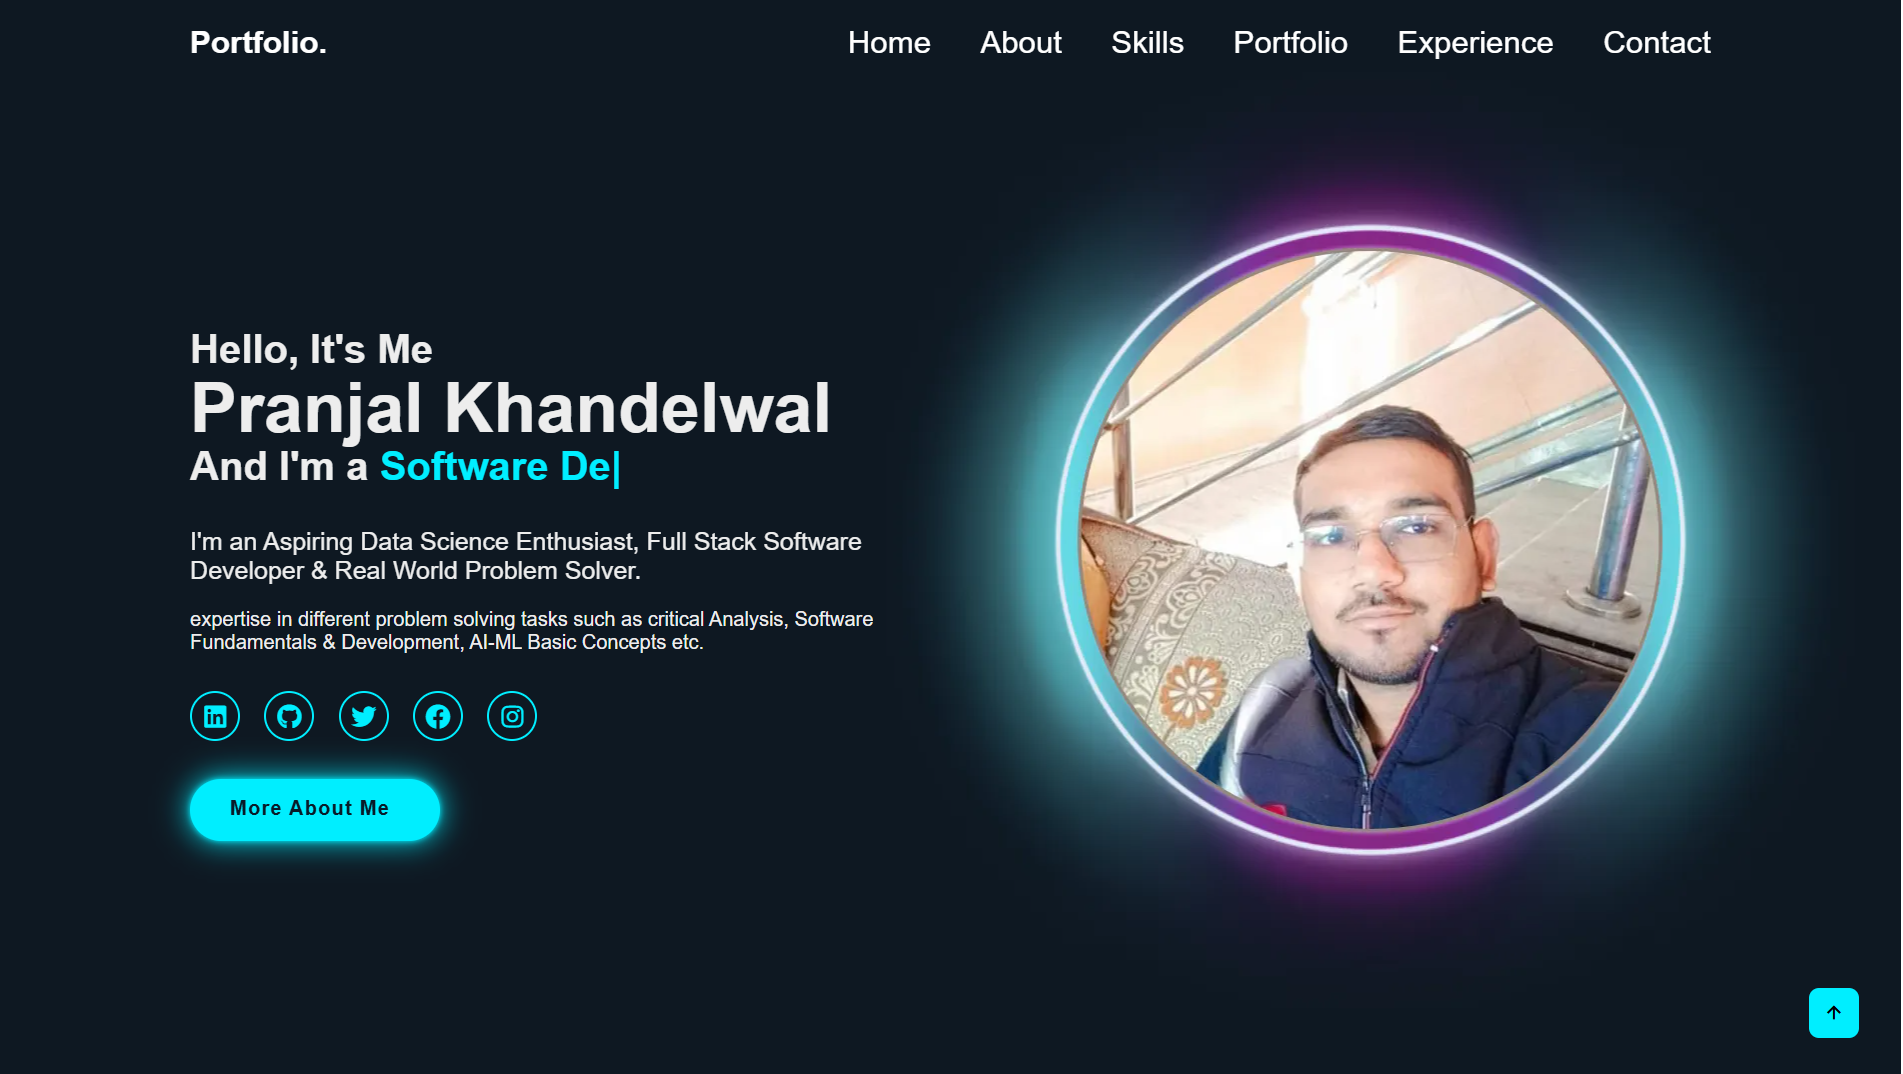 Portfolio.
Home About Skills Portfolio Experience Contact
Hello, It's Me
Pranjal Khandelwal
And I'm a Software De|
I'm an Aspiring Data Science Enthusiast, Full Stack Software
Developer & Real World Problem Solver.
expertise in different problem solving tasks such as critical Analysis, Software
Fundamentals & Development, AI-ML Basic Concepts etc.
More About Me